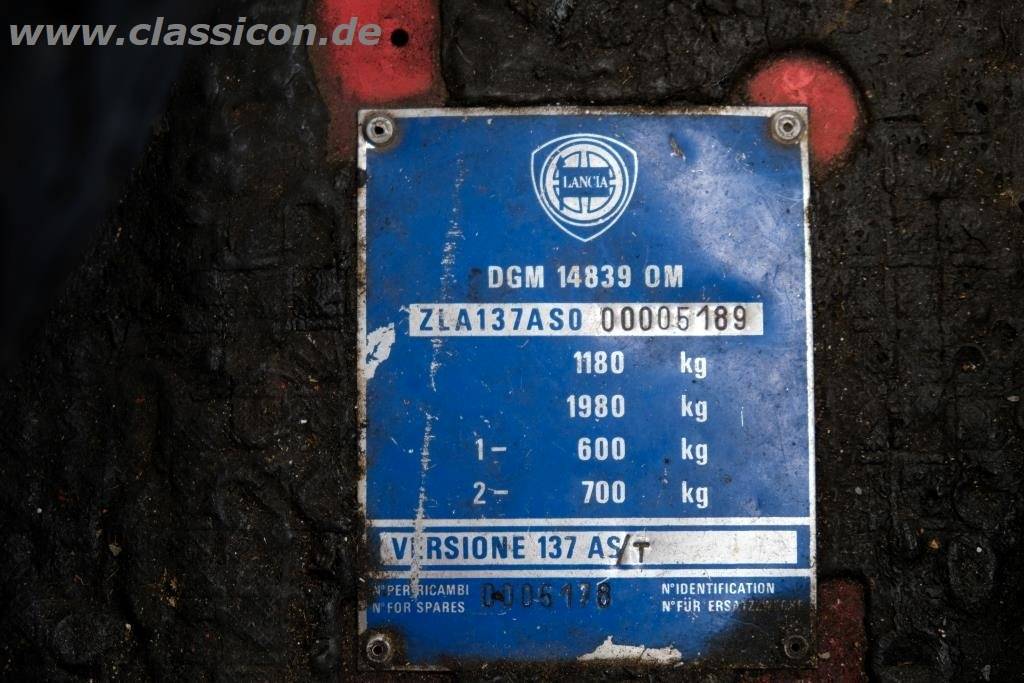 www.classicon.de
LANCIA
DGM 14839 OM
ZLA137AS0 00005189
1180 kg
1980 kg
1- 600 kg
2- 700 kg
VERSIONE 137 AS/T
N° PER RICAMBI
N° FOR SPARES
N° IDENTIFICATION
N° FÜR